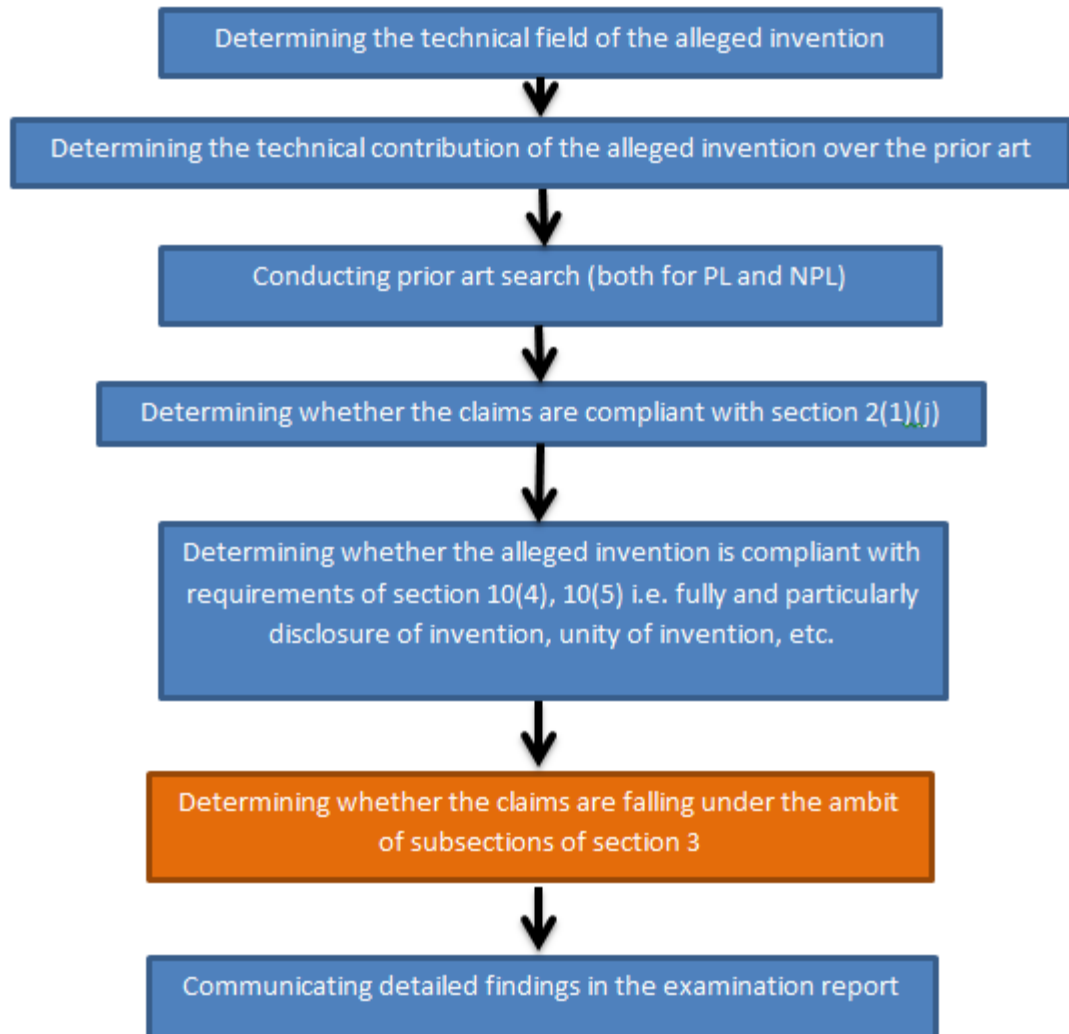 Determining the technical field of the alleged invention
Determining the technical contribution of the alleged invention over the prior art
Conducting prior art search (both for PL and NPL)
Determining whether the claims are compliant with section 2(1)(j)
Determining whether the alleged invention is compliant with
requirements of section 10(4), 10(5) i.e. fully and particularly
disclosure of invention, unity of invention, etc.
Determining whether the claims are falling under the ambit
of subsections of section 3
Communicating detailed findings in the examination report